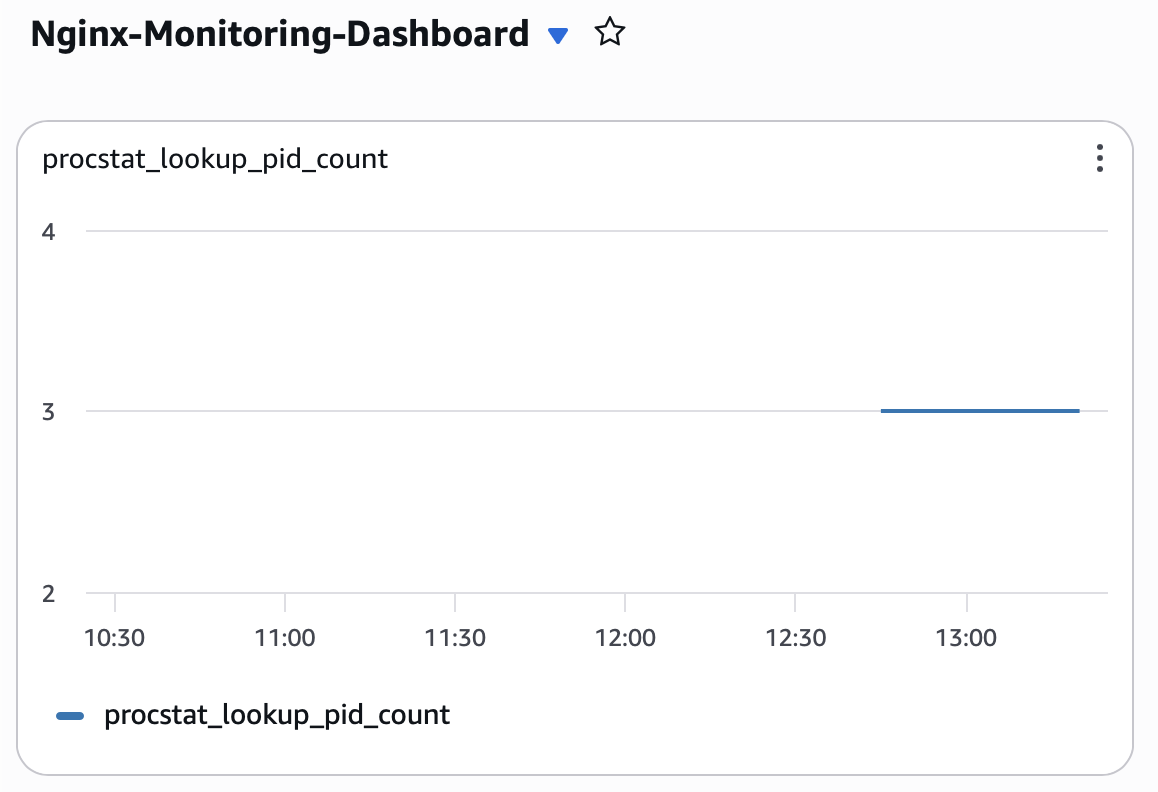 Nginx-Monitoring-Dashboard
procstat_lookup_pid_count
4
3
2
10:30 11:00 11:30 12:00 12:30 13:00
procstat_lookup_pid_count